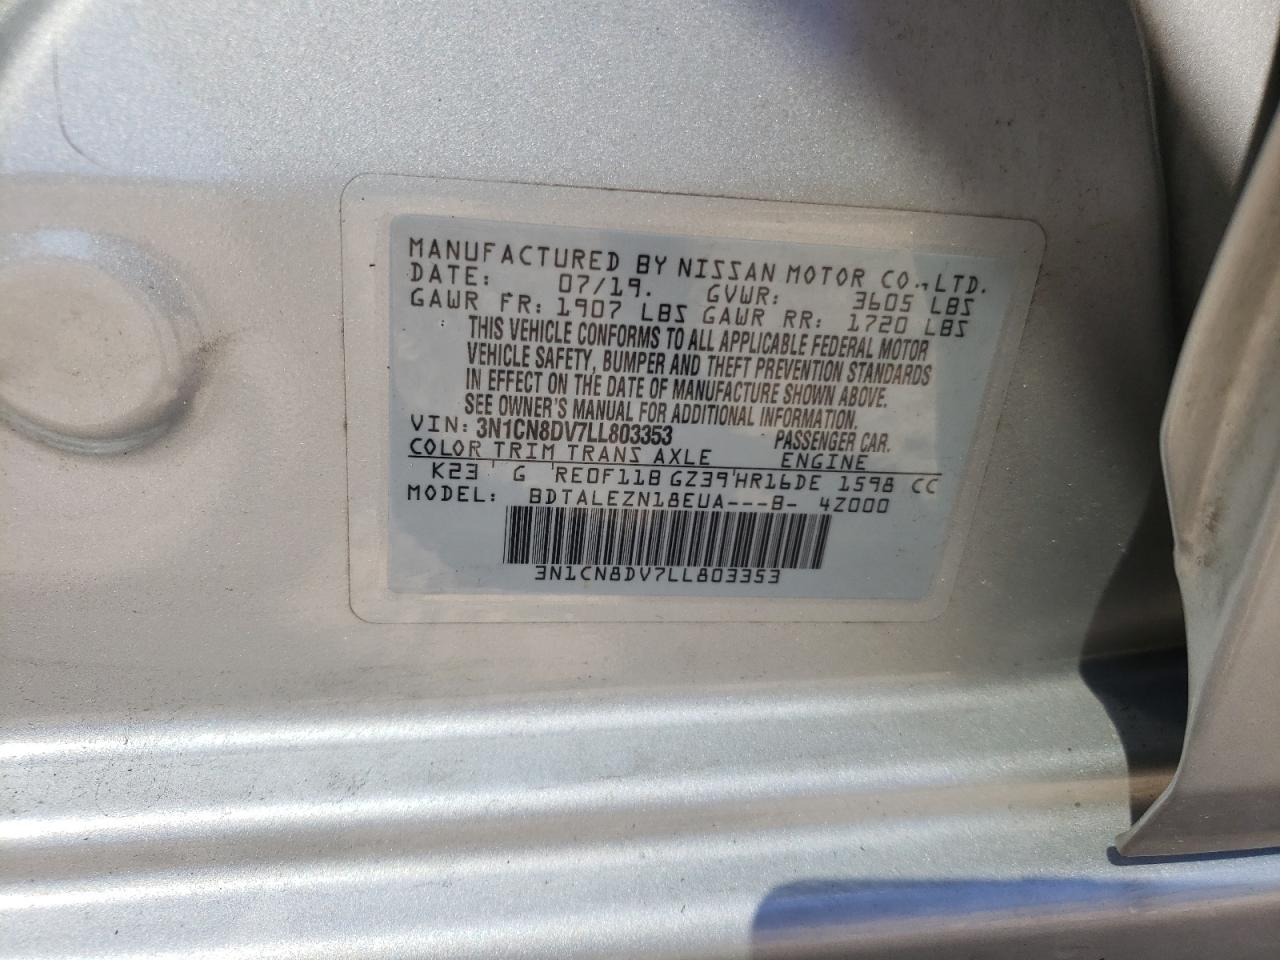 MANUFACTURED BY NISSAN MOTOR CO.,LTD.
DATE: 07/19. GVWR: 3605 LBS
GAWR FR: 1907 LBS GAWR RR: 1720 LBS
THIS VEHICLE CONFORMS TO ALL APPLICABLE FEDERAL MOTOR
VEHICLE SAFETY, BUMPER AND THEFT PREVENTION STANDARDS
IN EFFECT ON THE DATE OF MANUFACTURE SHOWN ABOVE.
SEE OWNER'S MANUAL FOR ADDITIONAL INFORMATION.
VIN: 3N1CN8DV7LL803353 PASSENGER CAR.
COLOR TRIM TRANS AXLE ENGINE
K23 ' G 'RE0F11B GZ39'HR16DE 1598 CC
MODEL: BDTALEZN18EUA---B- 4Z000
3N1CN8DV7LL803353